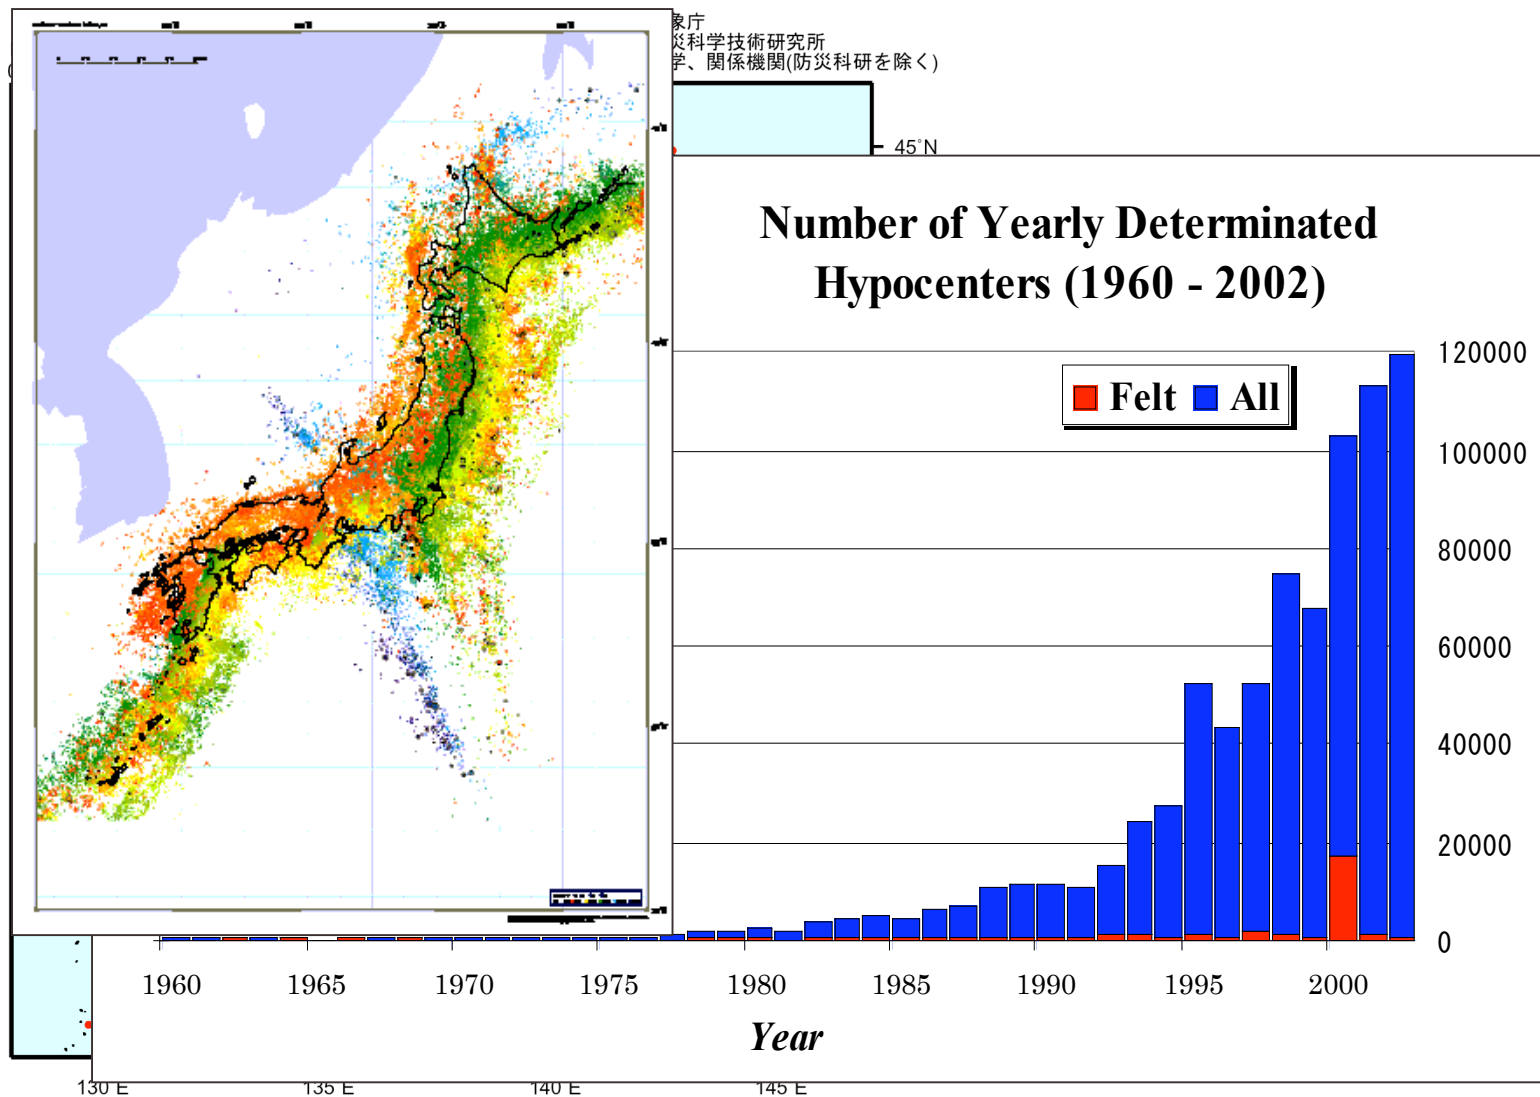 象庁
災科学技術研究所
学、関係機関(防災科研を除く)
45°N
Number of Yearly Determinated
Hypocenters (1960 - 2002)
Felt All
120000
100000
80000
60000
40000
20000
0
1960 1965 1970 1975 1980 1985 1990 1995 2000
Year
130 E 135 E 140 E 145 E